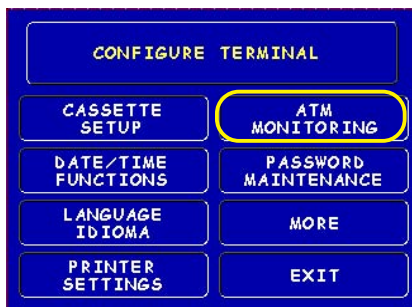 CONFIGURE TERMINAL
CASSETTE
SETUP
ATM
MONITORING
DATE/TIME
FUNCTIONS
PASSWORD
MAINTENANCE
LANGUAGE
IDIOMA
MORE
PRINTER
SETTINGS
EXIT